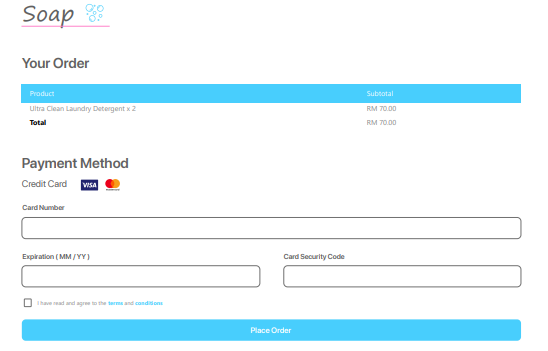 Soap
Your Order
Product Subtotal
Ultra Clean Laundry Detergent x 2 RM 70.00
Total RM 70.00
Payment Method
Credit Card VISA
Card Number
Expiration ( MM / YY ) Card Security Code
I have read and agree to the terms and conditions
Place Order